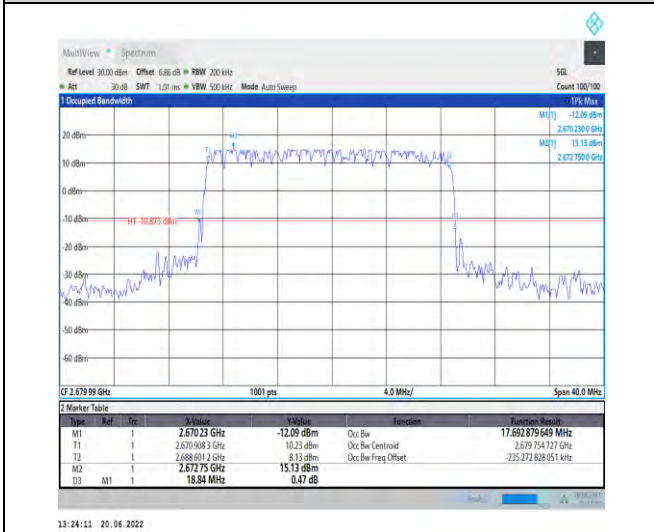 MultiView Spectrum
Ref Level 30.00 dBm Offset 6.86 dB RBW 200 kHz SGL
Att 30 dB SWT 1.01 ms VBW 500 kHz Mode Auto Sweep Count 100/100
1 Occupied Bandwidth 1Pk Max
M1[1] -12.09 dBm
2.670 230 0 GHz
M2[1] 15.13 dBm
2.672 750 0 GHz
20 dBm
M2
T1
10 dBm
0 dBm
M1
-10 dBm
H1 -10.873 dBm
D3
-20 dBm
-30 dBm
-40 dBm
-50 dBm
-60 dBm
CF 2.679 99 GHz 1001 pts 4.0 MHz/ Span 40.0 MHz
2 Marker Table
Type Ref Trc X-Value Y-Value Function Function Result
M1 1 2.670 23 GHz -12.09 dBm Occ Bw 17.692 879 649 MHz
T1 1 2.670 908 3 GHz 10.23 dBm Occ Bw Centroid 2.679 754 727 GHz
T2 1 2.688 601 2 GHz 8.13 dBm Occ Bw Freq Offset -235.272 828 051 kHz
M2 1 2.672 75 GHz 15.13 dBm
D3 M1 1 18.84 MHz 0.47 dB
13:24:11 20.06.2022